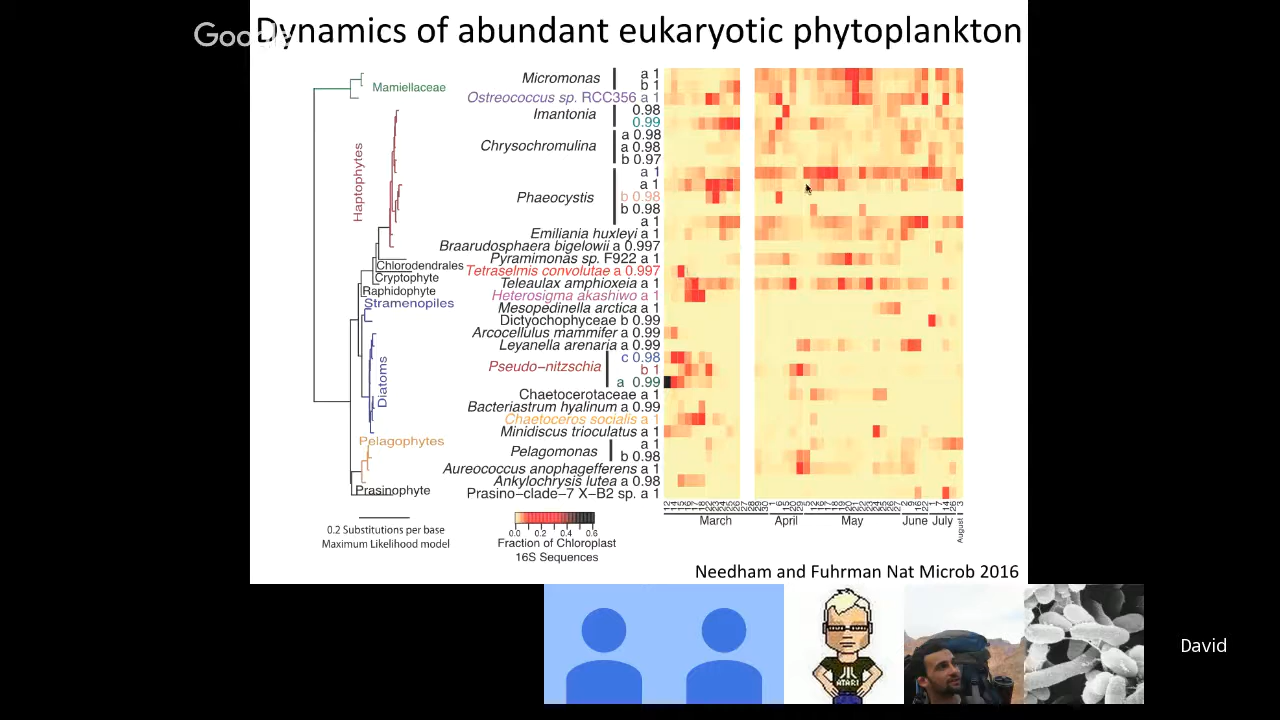 Google
Dynamics of abundant eukaryotic phytoplankton
Mamiellaceae
Haptophytes
Chlorodendrales
Cryptophyte
Raphidophyte
Stramenopiles
Diatoms
Pelagophytes
Prasinophyte
Micromonas
a 1
b 1
Ostreococcus sp. RCC356 a 1
Imantonia
0.98
0.99
Chrysochromulina
a 0.98
a 0.98
b 0.97
Phaeocystis
a 1
a 1
b 0.98
b 0.98
a 1
Emiliania huxleyi a 1
Braarudosphaera bigelowii a 0.997
Pyramimonas sp. F922 a 1
Tetraselmis convolutae a 0.997
Teleaulax amphioxeia a 1
Heterosigma akashiwo a 1
Mesopedinella arctica a 1
Dictyochophyceae b 0.99
Arcocellulus mammifer a 0.99
Leyanella arenaria a 0.99
Pseudo−nitzschia
c 0.98
b 1
a 0.99
Chaetocerotaceae a 1
Bacteriastrum hyalinum a 0.99
Chaetoceros socialis a 1
Minidiscus trioculatus a 1
Pelagomonas
a 1
b 0.98
Aureococcus anophagefferens a 1
Ankylochrysis lutea a 0.98
Prasino−clade−7 X−B2 sp. a 1
March
April
May
June
July
August
0.2 Substitutions per base
Maximum Likelihood model
0.0 0.2 0.4 0.6
Fraction of Chloroplast
16S Sequences
Needham and Fuhrman Nat Microb 2016
ATARI
David